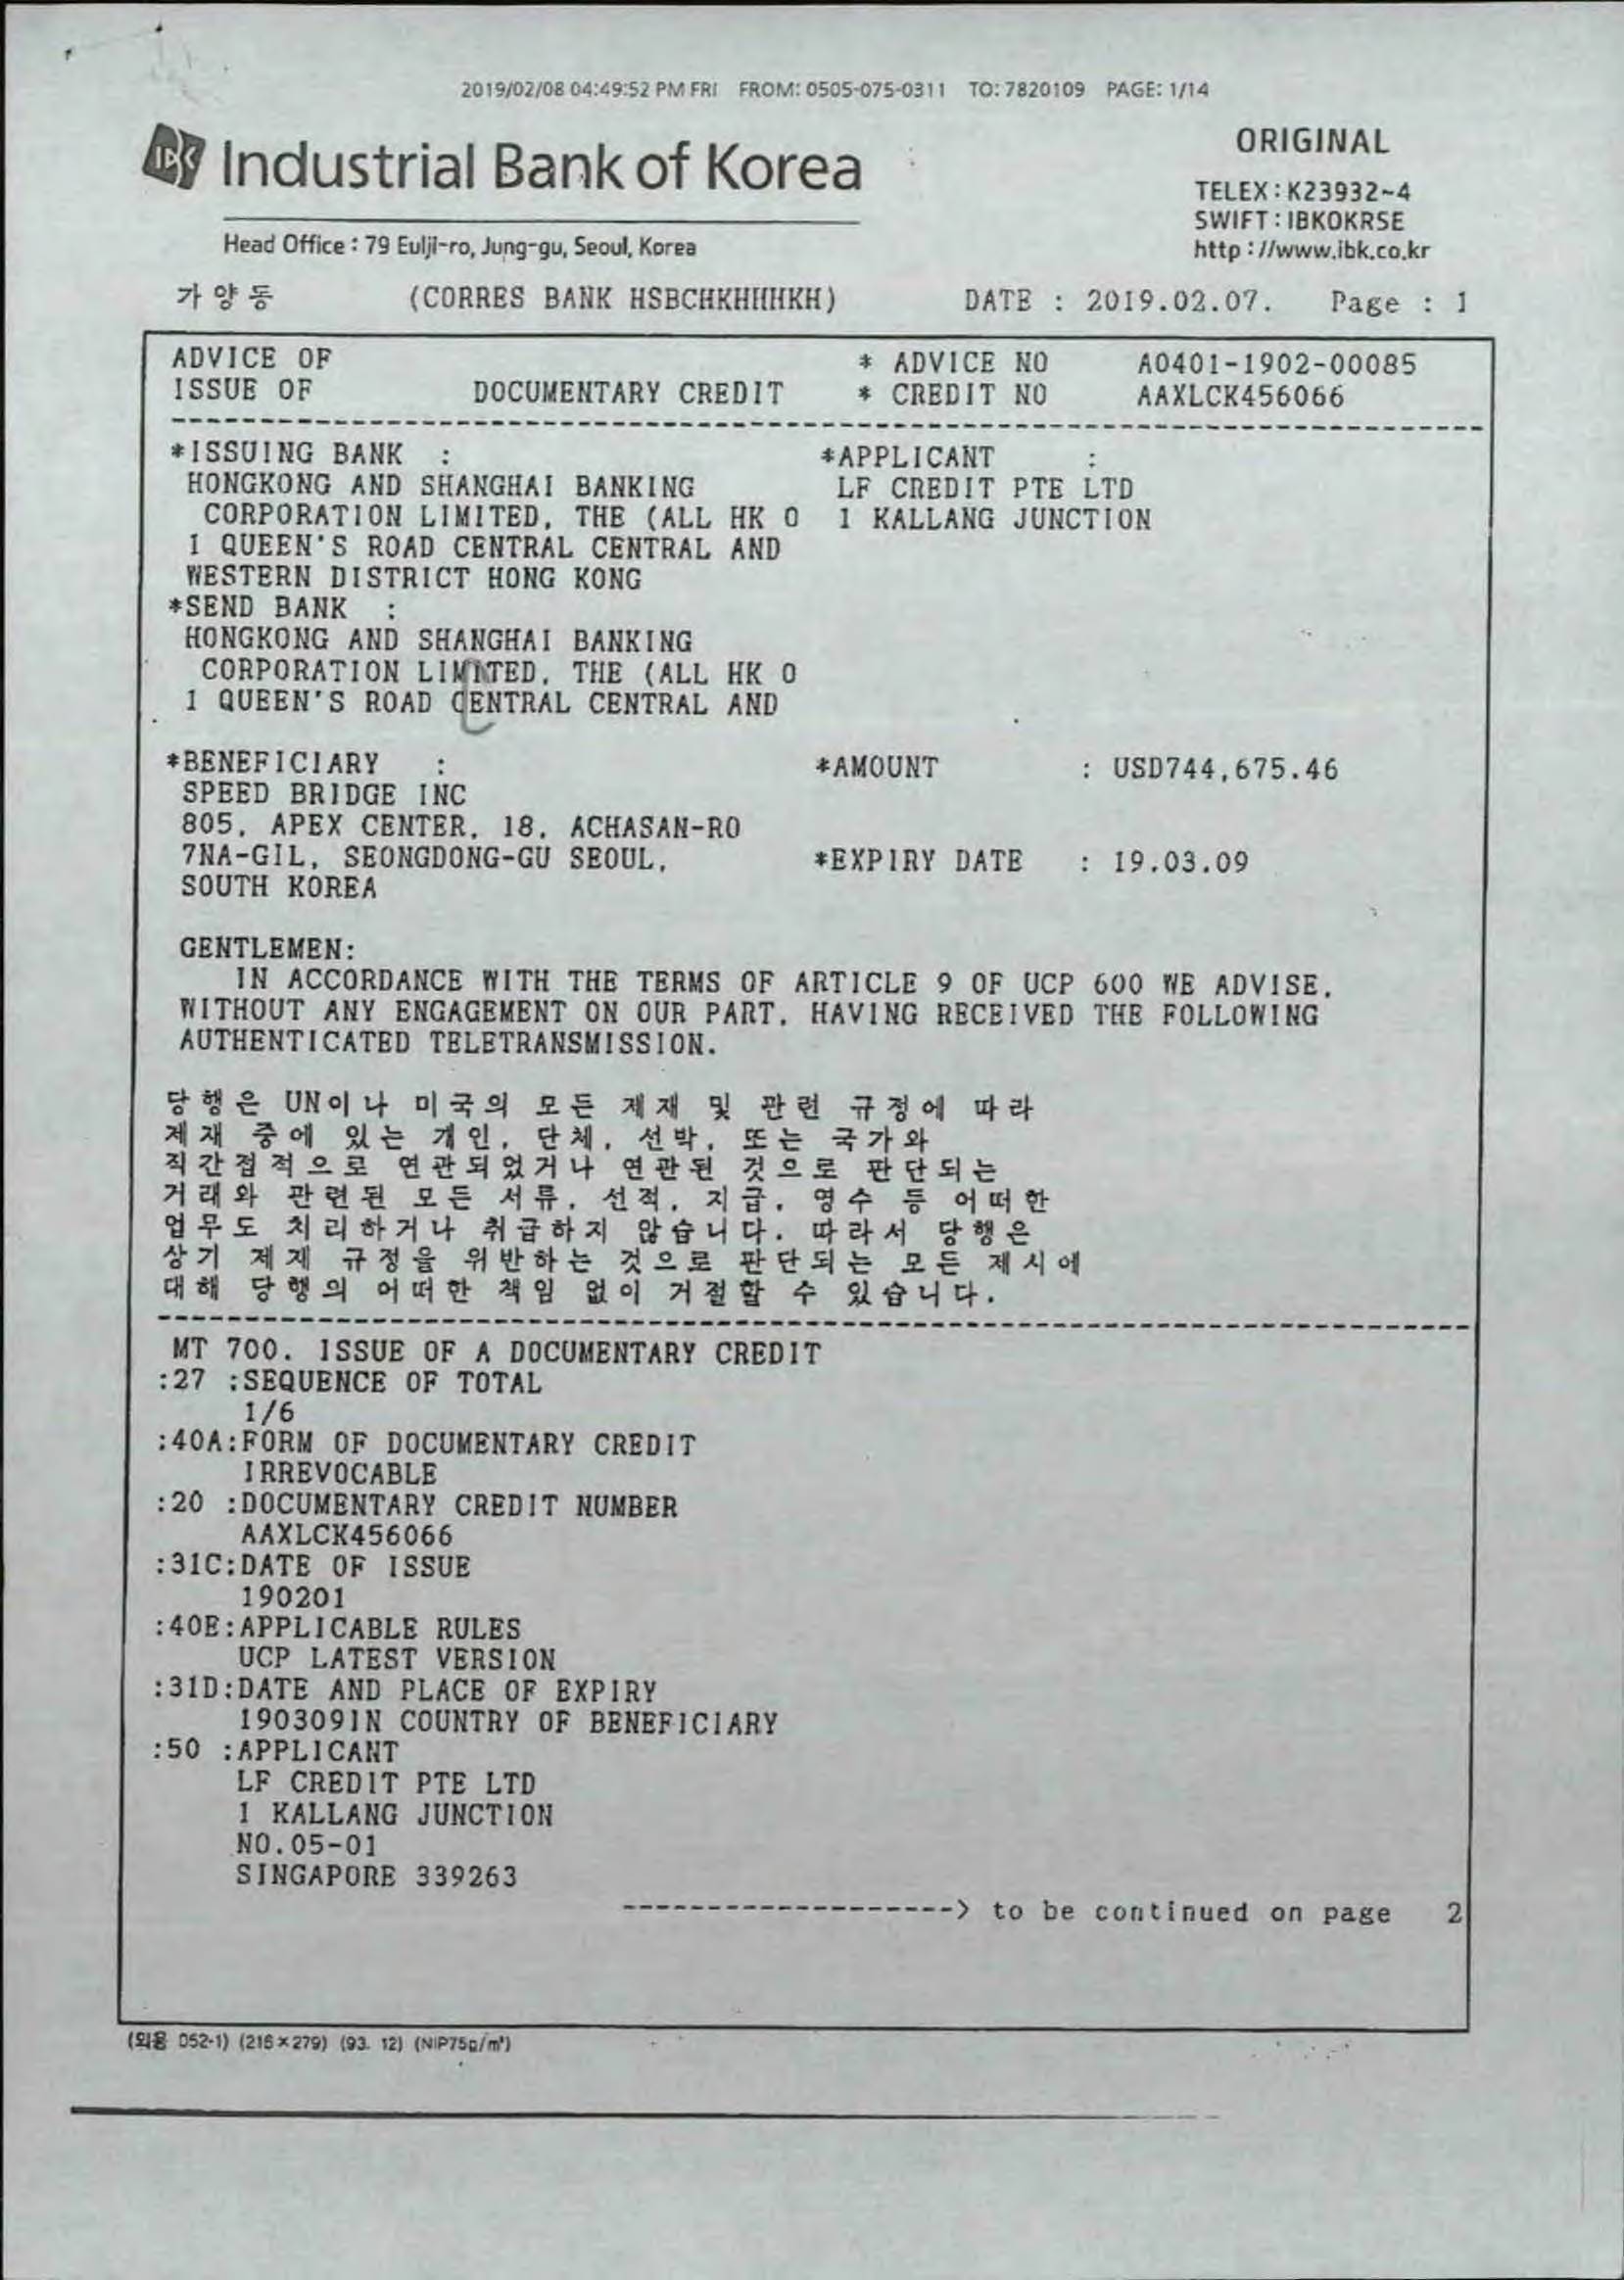 2019/02/08 04:49:52 PM FRI FROM: 0505-075-0311 TO: 7820109 PAGE: 1/14
IBK Industrial Bank of Korea
ORIGINAL
TELEX : K23932~4
SWIFT : IBKOKRSE
Head Office : 79 Eulji-ro, Jung-gu, Seoul, Korea
http : //www.ibk.co.kr
가양동 (CORRES BANK HSBCHKHHHKH) DATE : 2019.02.07. Page : 1
ADVICE OF * ADVICE NO A0401-1902-00085
ISSUE OF DOCUMENTARY CREDIT * CREDIT NO AAXLCK456066
*ISSUING BANK : *APPLICANT :
HONGKONG AND SHANGHAI BANKING LF CREDIT PTE LTD
CORPORATION LIMITED, THE (ALL HK O 1 KALLANG JUNCTION
1 QUEEN'S ROAD CENTRAL CENTRAL AND
WESTERN DISTRICT HONG KONG
*SEND BANK :
HONGKONG AND SHANGHAI BANKING
CORPORATION LIMITED, THE (ALL HK O
1 QUEEN'S ROAD CENTRAL CENTRAL AND
*BENEFICIARY : *AMOUNT : USD744,675.46
SPEED BRIDGE INC
805, APEX CENTER, 18, ACHASAN-RO
7NA-GIL, SEONGDONG-GU SEOUL, *EXPIRY DATE : 19.03.09
SOUTH KOREA
GENTLEMEN:
IN ACCORDANCE WITH THE TERMS OF ARTICLE 9 OF UCP 600 WE ADVISE,
WITHOUT ANY ENGAGEMENT ON OUR PART, HAVING RECEIVED THE FOLLOWING
AUTHENTICATED TELETRANSMISSION.
당행은 UN이나 미국의 모든 제재 및 관련 규정에 따라
제재 중에 있는 개인, 단체, 선박, 또는 국가와
직간접적으로 연관되었거나 연관된 것으로 판단되는
거래와 관련된 모든 서류, 선적, 지급, 영수 등 어떠한
업무도 처리하거나 취급하지 않습니다. 따라서 당행은
상기 제재 규정을 위반하는 것으로 판단되는 모든 제시에
대해 당행의 어떠한 책임 없이 거절할 수 있습니다.
MT 700. ISSUE OF A DOCUMENTARY CREDIT
:27 :SEQUENCE OF TOTAL
1/6
:40A:FORM OF DOCUMENTARY CREDIT
IRREVOCABLE
:20 :DOCUMENTARY CREDIT NUMBER
AAXLCK456066
:31C:DATE OF ISSUE
190201
:40E:APPLICABLE RULES
UCP LATEST VERSION
:31D:DATE AND PLACE OF EXPIRY
190309IN COUNTRY OF BENEFICIARY
:50 :APPLICANT
LF CREDIT PTE LTD
1 KALLANG JUNCTION
NO.05-01
SINGAPORE 339263
-------------------> to be continued on page 2
(외용 052-1) (216×279) (93. 12) (NIP75g/m²)